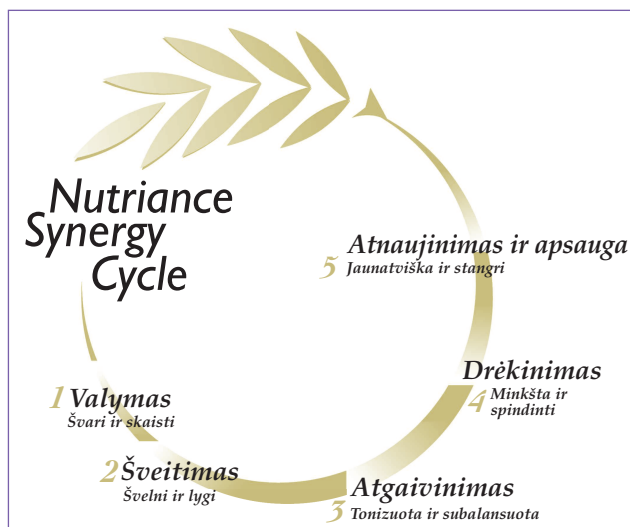 Nutriance
Synergy
Cycle
1 Valymas
Švari ir skaisti
2 Šveitimas
Švelni ir lygi
3 Atgaivinimas
Tonizuota ir subalansuota
4 Drėkinimas
Minkšta ir
spindinti
5 Atnaujinimas ir apsauga
Jaunatviška ir stangri